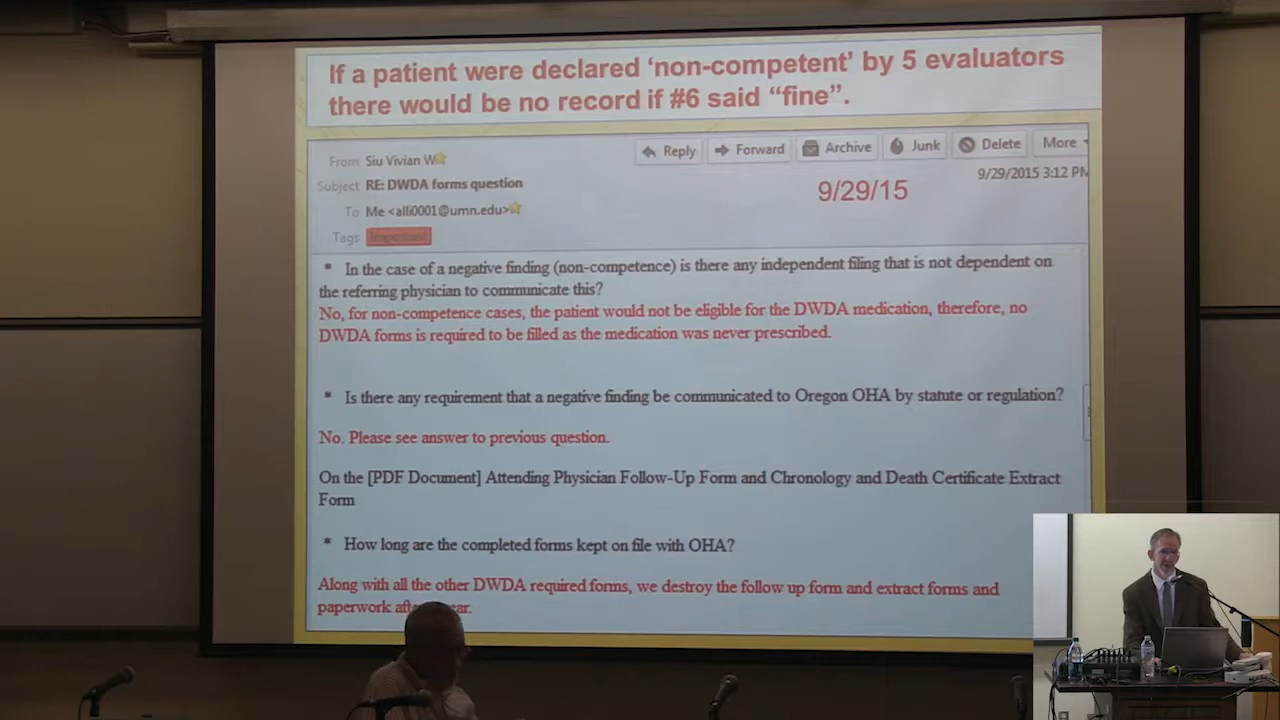 If a patient were declared ‘non-competent’ by 5 evaluators
there would be no record if #6 said “fine”.
From Siu Vivian W
Reply
Forward
Archive
Junk
Delete
More
Subject RE: DWDA forms question
9/29/15
9/29/2015 3:12 PM
To Me <alli0001@umn.edu>
Tags Important
* In the case of a negative finding (non-competence) is there any independent filing that is not dependent on
the referring physician to communicate this?
No, for non-competence cases, the patient would not be eligible for the DWDA medication, therefore, no
DWDA forms is required to be filled as the medication was never prescribed.
* Is there any requirement that a negative finding be communicated to Oregon OHA by statute or regulation?
No. Please see answer to previous question.
On the [PDF Document] Attending Physician Follow-Up Form and Chronology and Death Certificate Extract
Form
* How long are the completed forms kept on file with OHA?
Along with all the other DWDA required forms, we destroy the follow up form and extract forms and
paperwork